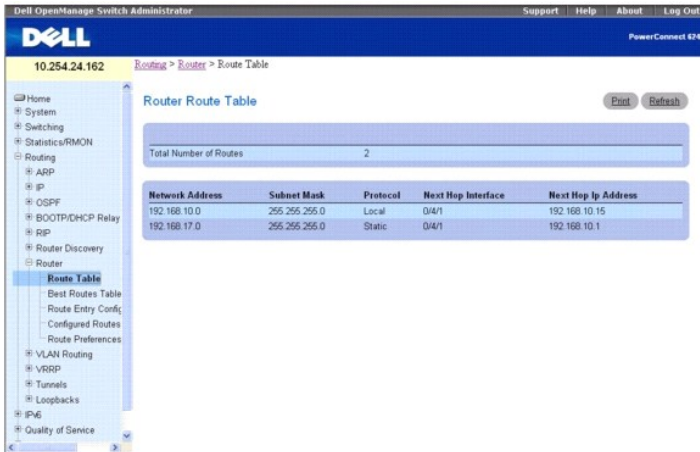 Dell OpenManage Switch Administrator
Support Help About Log Out
DELL
PowerConnect 624
10.254.24.162
Routing > Router > Route Table
Home
System
Switching
Statistics/RMON
Routing
ARP
IP
OSPF
BOOTP/DHCP Relay
RIP
Router Discovery
Router
Route Table
Best Routes Table
Route Entry Config
Configured Routes
Route Preferences
VLAN Routing
VRRP
Tunnels
Loopbacks
IPv6
Quality of Service
Router Route Table
Print Refresh
Total Number of Routes 2
Network Address Subnet Mask Protocol Next Hop Interface Next Hop Ip Address
192.168.10.0 255.255.255.0 Local 0/4/1 192.168.10.15
192.168.17.0 255.255.255.0 Static 0/4/1 192.168.10.1